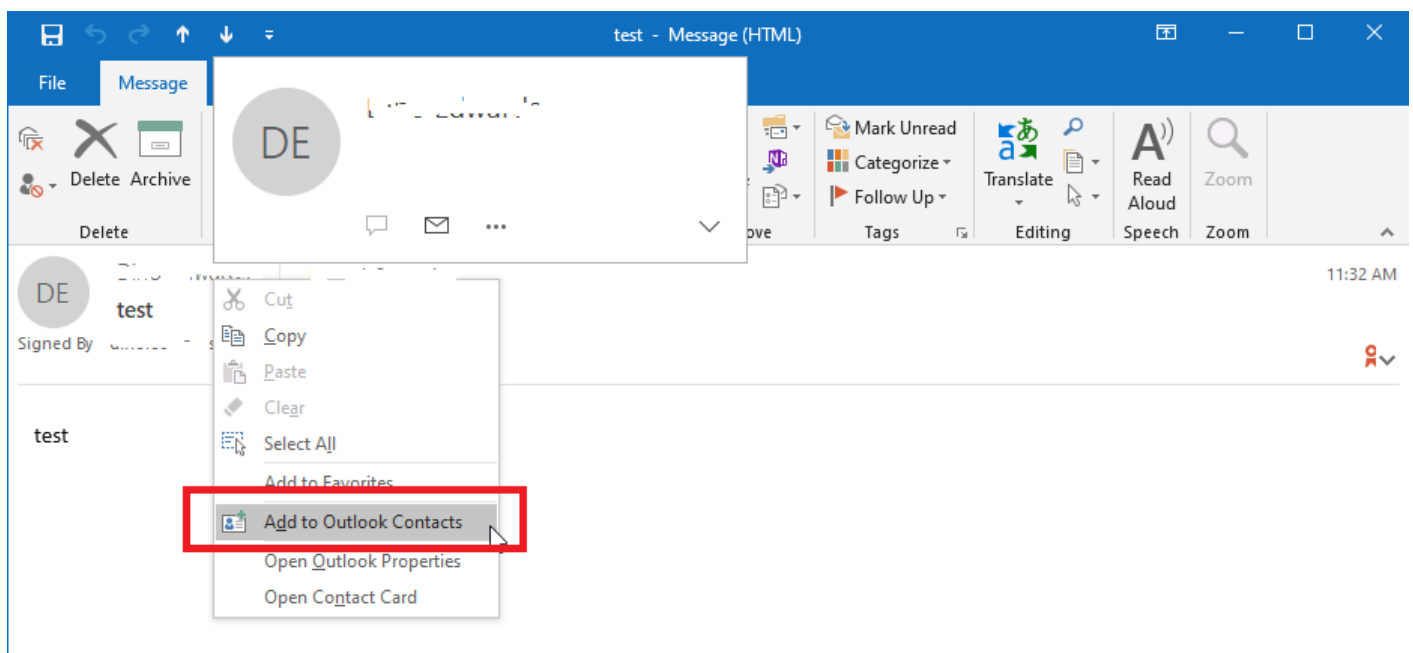 test - Message (HTML)
File Message
DE
Mark Unread
Categorize
Follow Up
Delete Archive
Translate
Read Aloud
Zoom
Delete
Tags
Editing
Speech
Zoom
DE
test
11:32 AM
Signed By
Cut
Copy
Paste
Clear
Select All
Add to Favorites
Add to Outlook Contacts
Open Outlook Properties
Open Contact Card
test